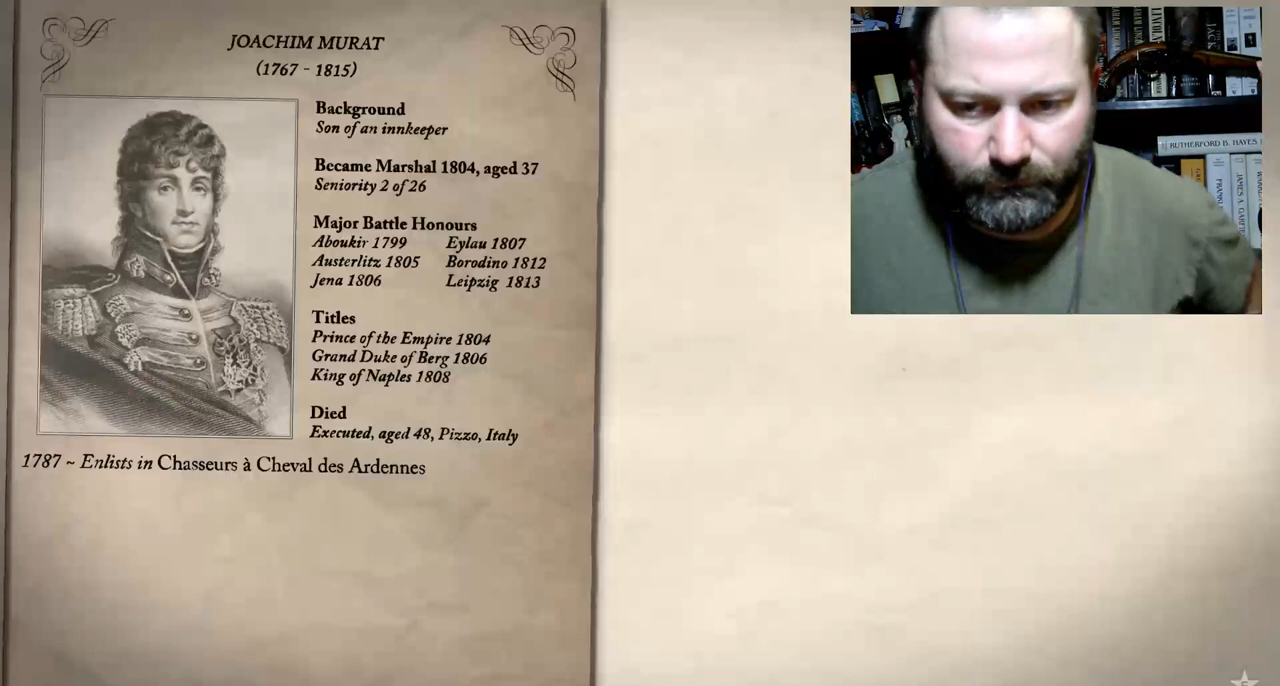 JOACHIM MURAT
(1767 - 1815)
Background
Son of an innkeeper
Became Marshal 1804, aged 37
Seniority 2 of 26
Major Battle Honours
Aboukir 1799 Eylau 1807
Austerlitz 1805 Borodino 1812
Jena 1806 Leipzig 1813
Titles
Prince of the Empire 1804
Grand Duke of Berg 1806
King of Naples 1808
Died
Executed, aged 48, Pizzo, Italy
1787 ~ Enlists in Chasseurs à Cheval des Ardennes
LINCOLN
JACK
RUTHERFORD B. HAYES